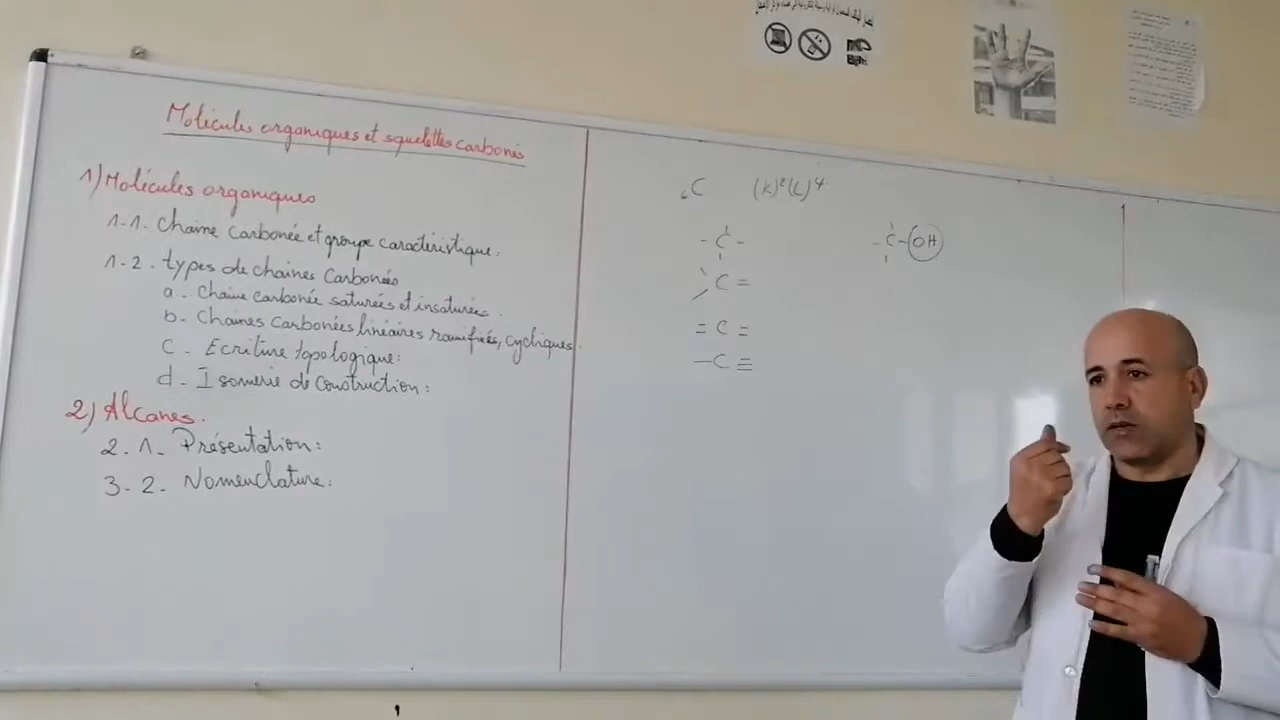 Molécules organiques et squelettes carbonés
1) Molécules organiques
1-1. Chaine carbonée et groupe caractéristique.
1-2. types de chaines Carbonées
a- Chaine carbonée saturées et insaturées.
b- Chaines Carbonées linéaires ramifiées, cycliques.
C- Ecriture topologique:
d- Isomerie de construction:
2) Alcanes.
2.1- Présentation:
3-2- Nomenclature:
₆C (K)²(L)⁴
-C-
-C-OH
C=
=C=
-C≡